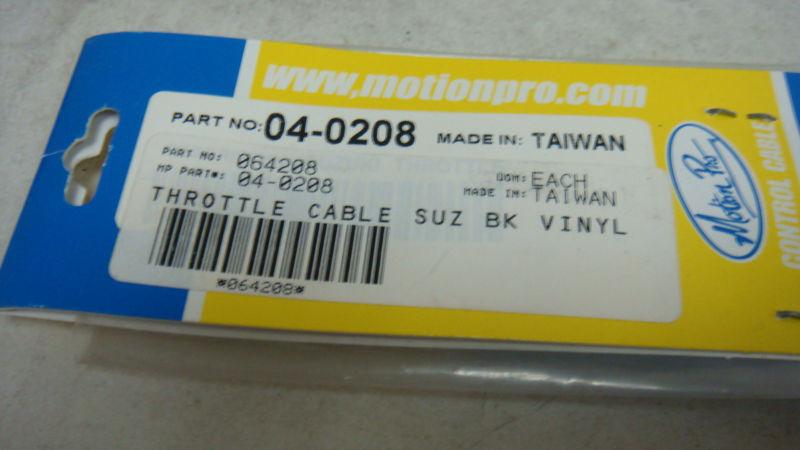 www.motionpro.com
PART NO: 04-0208 MADE IN: TAIWAN
PART NO: 064208 UOM: EACH
MP PART#: 04-0208 MADE IN: TAIWAN
THROTTLE CABLE SUZ BK VINYL
*064208*
Motion Pro
CONTROL CABLE